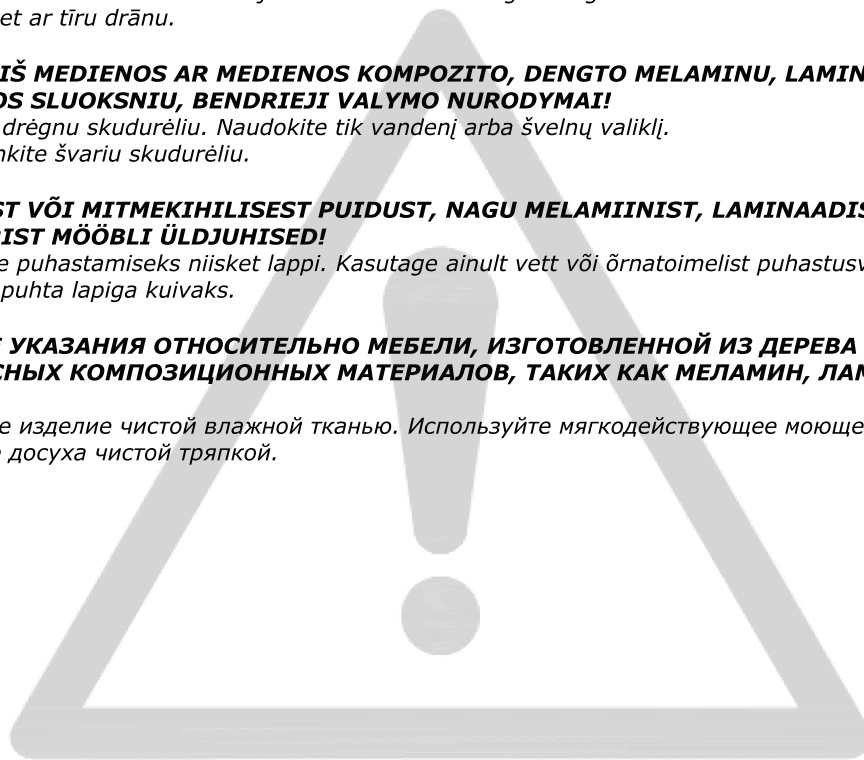 et ar tīru drānu.
IŠ MEDIENOS AR MEDIENOS KOMPOZITO, DENGTO MELAMINU, LAMIN
OS SLUOKSNIU, BENDRIEJI VALYMO NURODYMAI!
drėgnu skudurėliu. Naudokite tik vandenį arba švelnų valiklį.
nkite švariu skudurėliu.
ST VÕI MITMEKIHILISEST PUIDUST, NAGU MELAMIINIST, LAMINAADIS
RIST MÖÖBLI ÜLDJUHISED!
e puhastamiseks niisket lappi. Kasutage ainult vett või õrnatoimelist puhastusv
puhta lapiga kuivaks.
Е УКАЗАНИЯ ОТНОСИТЕЛЬНО МЕБЕЛИ, ИЗГОТОВЛЕННОЙ ИЗ ДЕРЕВА
СНЫХ КОМПОЗИЦИОННЫХ МАТЕРИАЛОВ, ТАКИХ КАК МЕЛАМИН, ЛАМ
е изделие чистой влажной тканью. Используйте мягкодействующее моюще
досуха чистой тряпкой.